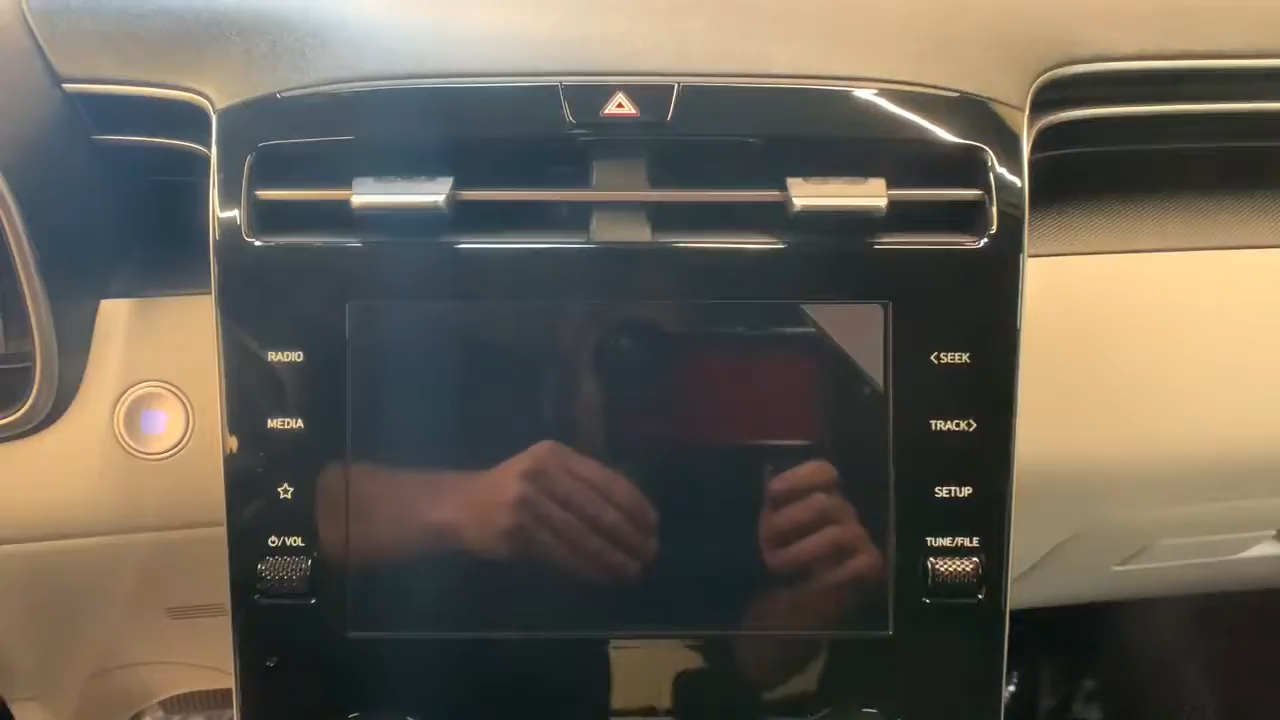 RADIO
MEDIA
/VOL
<SEEK
TRACK>
SETUP
TUNE/FILE